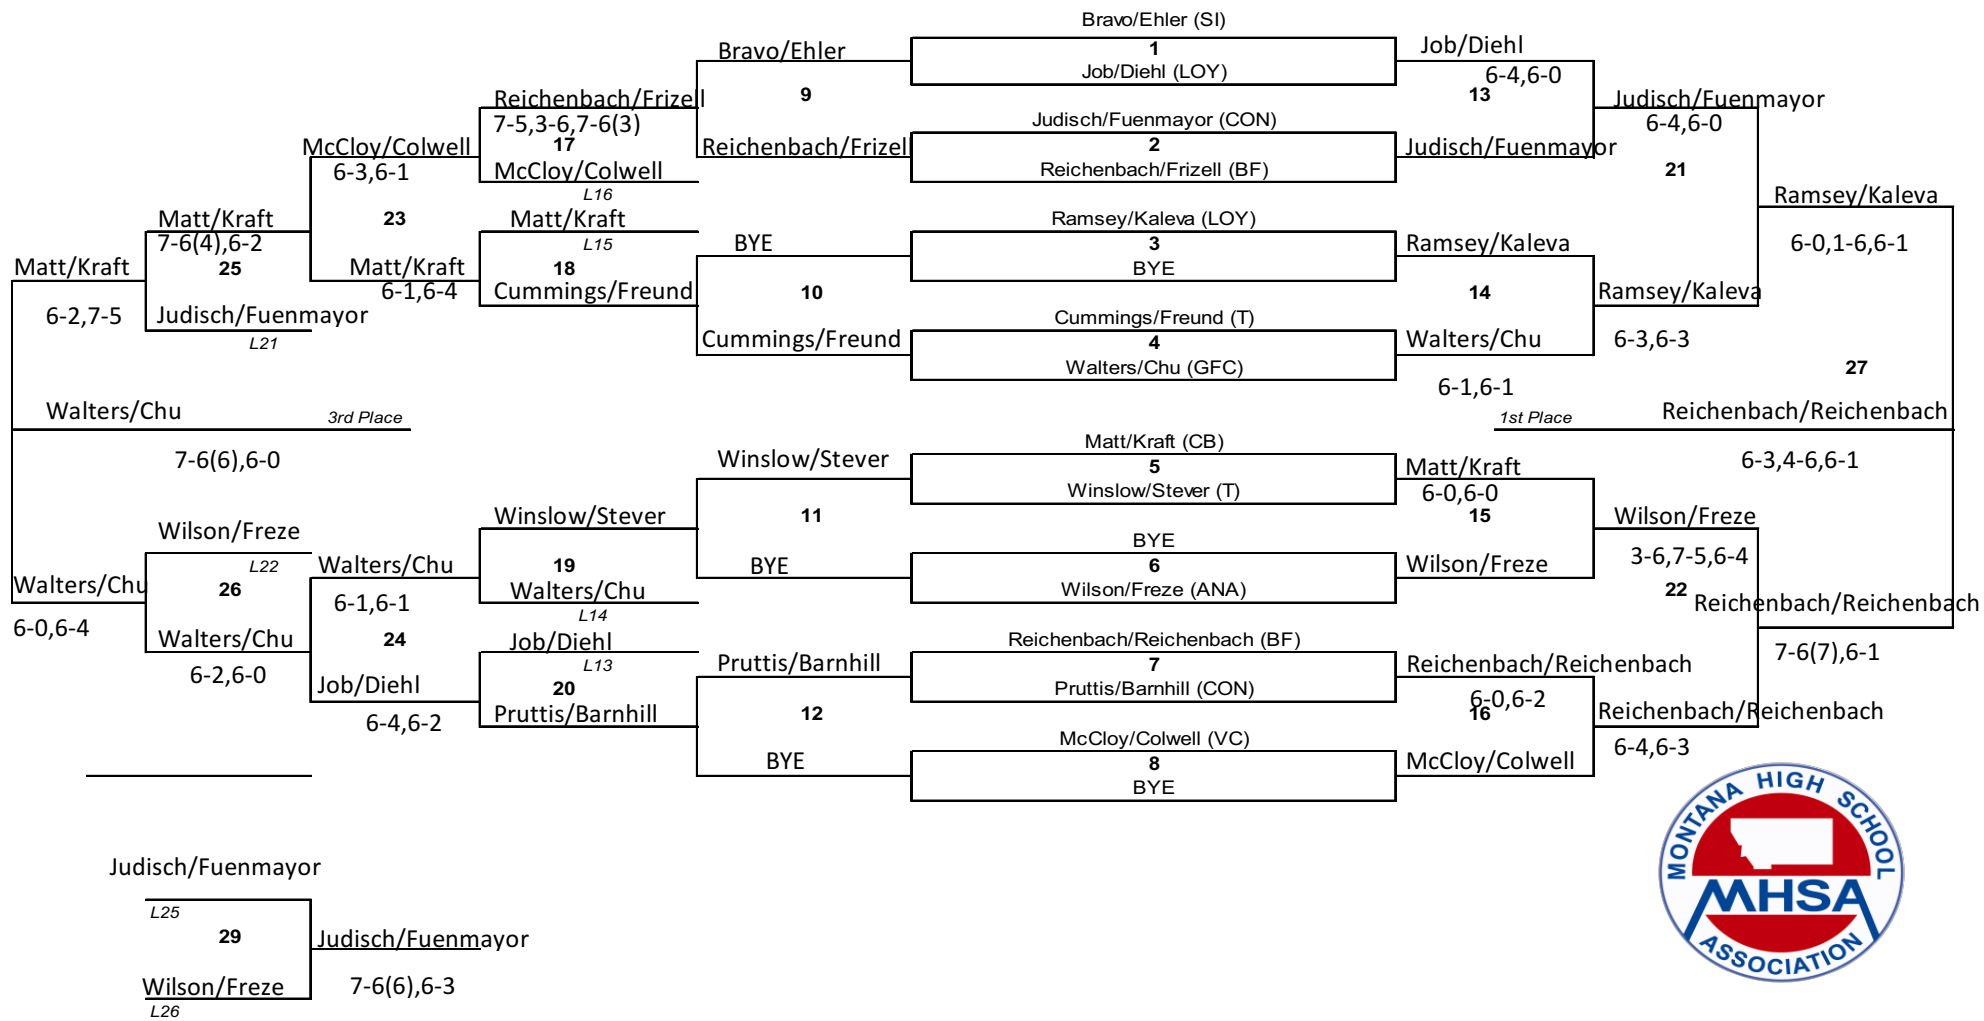 Bravo/Ehler (SI)
Bravo/Ehler
1
Job/Diehl
Job/Diehl (LOY)
6-4,6-0
Reichenbach/Frizell
9
13
Judisch/Fuenmayor
7-5,3-6,7-6(3)
Judisch/Fuenmayor (CON)
6-4,6-0
McCloy/Colwell
17
Reichenbach/Frizell
2
Judisch/Fuenmayor
6-3,6-1
McCloy/Colwell
Reichenbach/Frizell (BF)
21
L16
Ramsey/Kaleva
Matt/Kraft
23
Matt/Kraft
Ramsey/Kaleva (LOY)
7-6(4),6-2
L15
BYE
3
Ramsey/Kaleva
6-0,1-6,6-1
Matt/Kraft
25
Matt/Kraft
18
BYE
6-1,6-4
Cummings/Freund
10
14
Ramsey/Kaleva
6-2,7-5
Judisch/Fuenmayor
Cummings/Freund (T)
L21
Cummings/Freund
4
Walters/Chu
6-3,6-3
Walters/Chu (GFC)
27
6-1,6-1
Walters/Chu
3rd Place
1st Place
Reichenbach/Reichenbach
7-6(6),6-0
Winslow/Stever
Matt/Kraft (CB)
6-3,4-6,6-1
5
Matt/Kraft
Winslow/Stever (T)
6-0,6-0
Wilson/Freze
Winslow/Stever
11
15
Wilson/Freze
BYE
3-6,7-5,6-4
L22
Walters/Chu
19
BYE
6
Wilson/Freze
Walters/Chu
26
Walters/Chu
Wilson/Freze (ANA)
22
6-1,6-1
L14
Reichenbach/Reichenbach
6-0,6-4
Walters/Chu
24
Job/Diehl
Reichenbach/Reichenbach (BF)
6-2,6-0
L13
Pruttis/Barnhill
7
Reichenbach/Reichenbach
7-6(7),6-1
Job/Diehl
20
Pruttis/Barnhill (CON)
6-0,6-2
6-4,6-2
Pruttis/Barnhill
12
16
Reichenbach/Reichenbach
McCloy/Colwell (VC)
6-4,6-3
BYE
8
McCloy/Colwell
BYE
MONTANA HIGH SCHOOL
MHSA
ASSOCIATION
Judisch/Fuenmayor
L25
29
Judisch/Fuenmayor
Wilson/Freze
7-6(6),6-3
L26